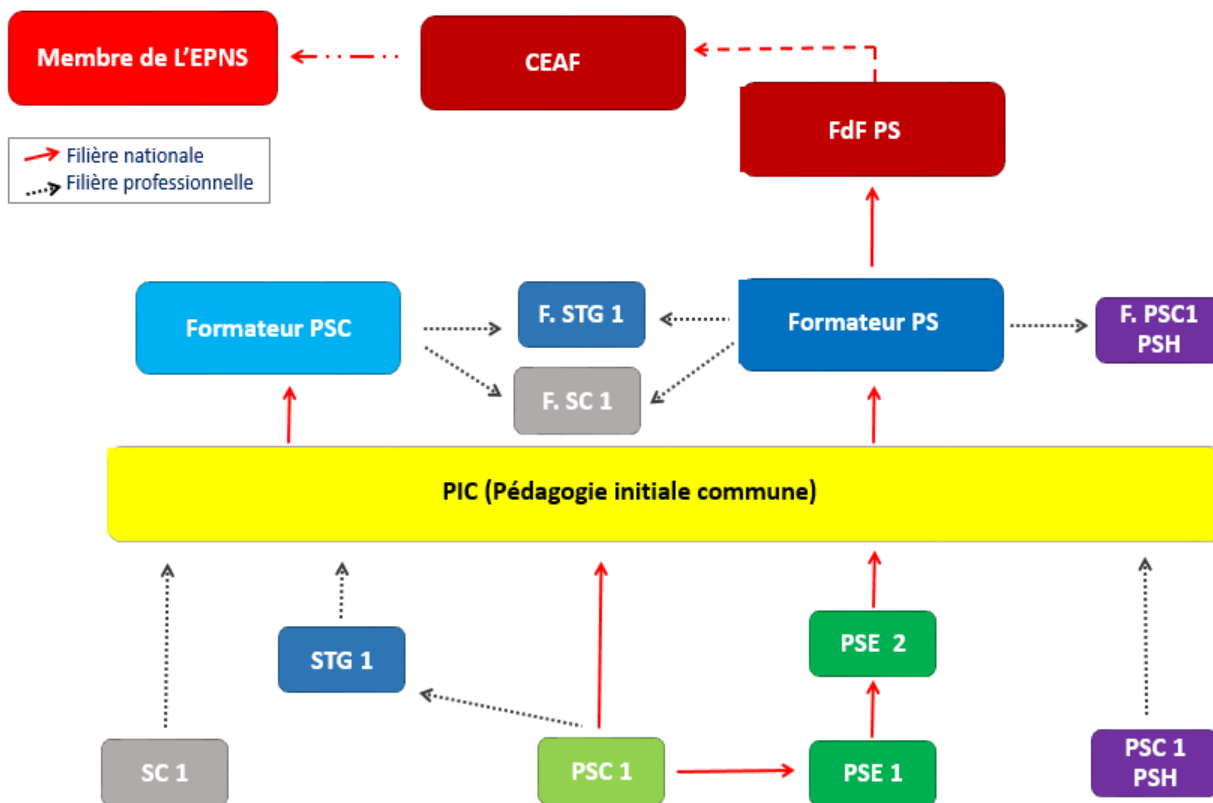 Membre de L'EPNS
CEAF
FdF PS
Filière nationale
Filière professionnelle
Formateur PSC
F. STG 1
Formateur PS
F. PSC1
PSH
F. SC 1
PIC (Pédagogie initiale commune)
STG 1
PSE 2
SC 1
PSC 1
PSE 1
PSC 1
PSH